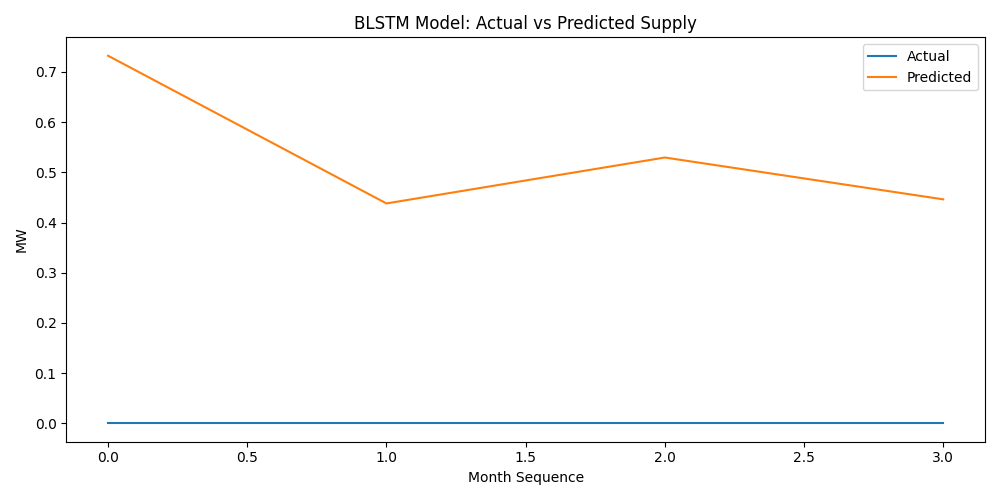 BLSTM Model: Actual vs Predicted Supply
Actual
Predicted
MW
0.7
0.6
0.5
0.4
0.3
0.2
0.1
0.0
0.0 0.5 1.0 1.5 2.0 2.5 3.0
Month Sequence